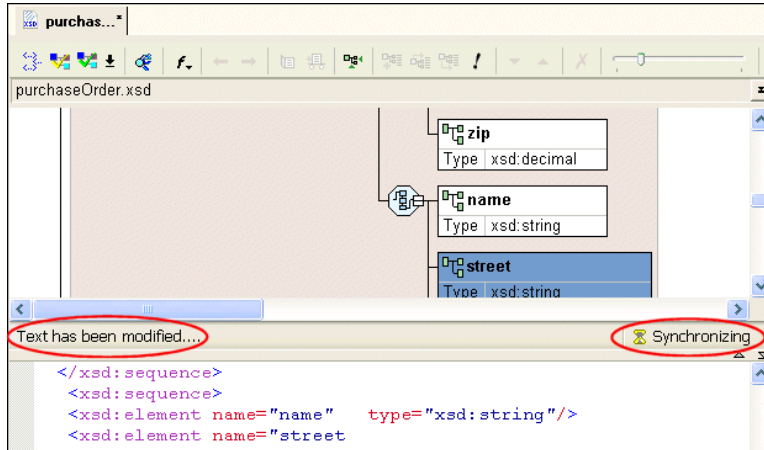 XSD purchas...*
f
purchaseOrder.xsd
zip
Type xsd:decimal
name
Type xsd:string
street
Type xsd:string
Text has been modified....
Synchronizing
</xsd:sequence>
<xsd:sequence>
<xsd:element name="name" type="xsd:string"/>
<xsd:element name="street